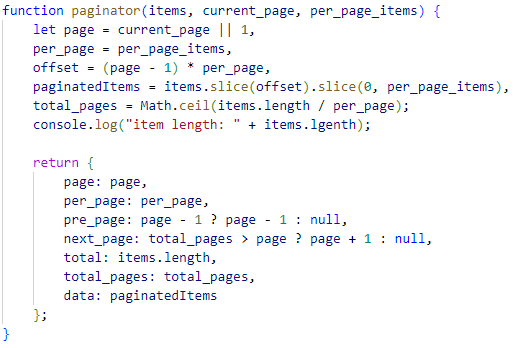 function paginator(items, current_page, per_page_items) {
    let page = current_page || 1,
    per_page = per_page_items,
    offset = (page - 1) * per_page,
    paginatedItems = items.slice(offset).slice(0, per_page_items),
    total_pages = Math.ceil(items.length / per_page);
    console.log("item length: " + items.lgenth);

    return {
        page: page,
        per_page: per_page,
        pre_page: page - 1 ? page - 1 : null,
        next_page: total_pages > page ? page + 1 : null,
        total: items.length,
        total_pages: total_pages,
        data: paginatedItems
    };
}